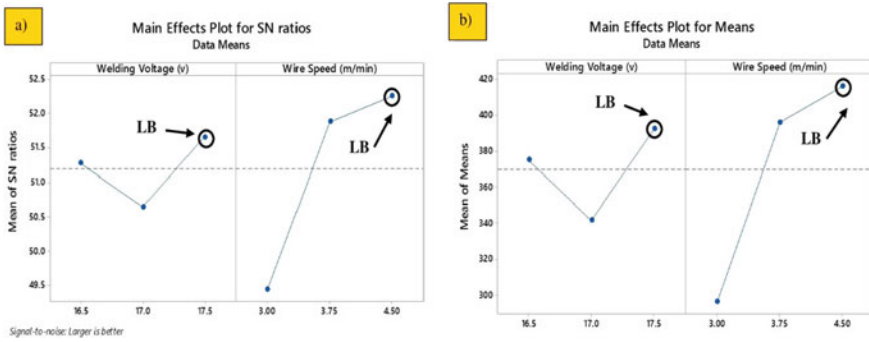 a)
Main Effects Plot for SN ratios
Data Means
Welding Voltage (v) Wire Speed (m/min)
Mean of SN ratios
52.5
52.0
51.5
51.0
50.5
50.0
49.5
LB
LB
16.5 17.0 17.5 3.00 3.75 4.50
Signal-to-noise: Larger is better
b)
Main Effects Plot for Means
Data Means
Welding Voltage (v) Wire Speed (m/min)
Mean of Means
420
400
380
360
340
320
300
LB
LB
16.5 17.0 17.5 3.00 3.75 4.50